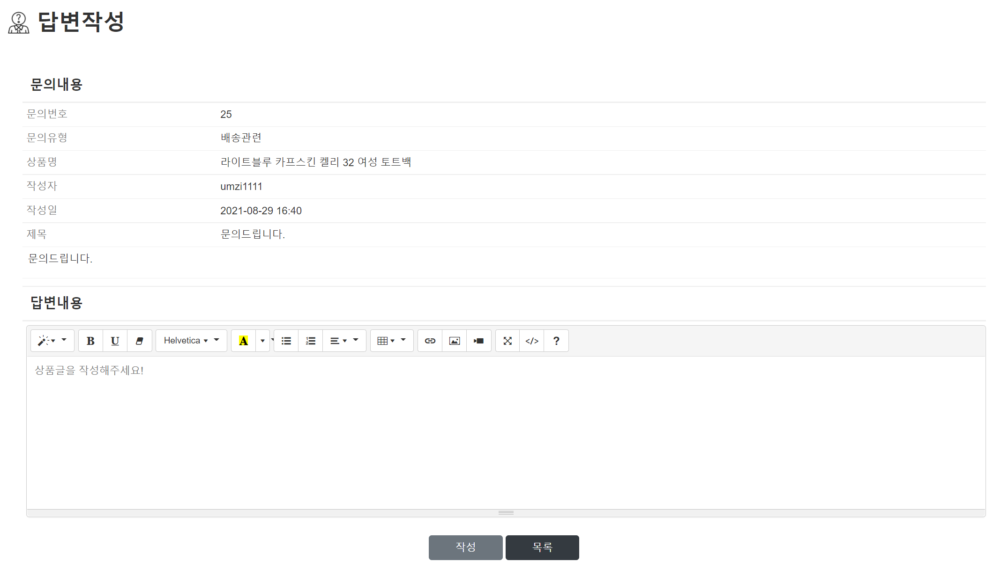 답변작성
문의내용
문의번호 25
문의유형 배송관련
상품명 라이트블루 카프스킨 켈리 32 여성 토트백
작성자 umzi1111
작성일 2021-08-29 16:40
제목 문의드립니다.
문의드립니다.
답변내용
B U Helvetica A </> ?
상품글을 작성해주세요!
작성 목록